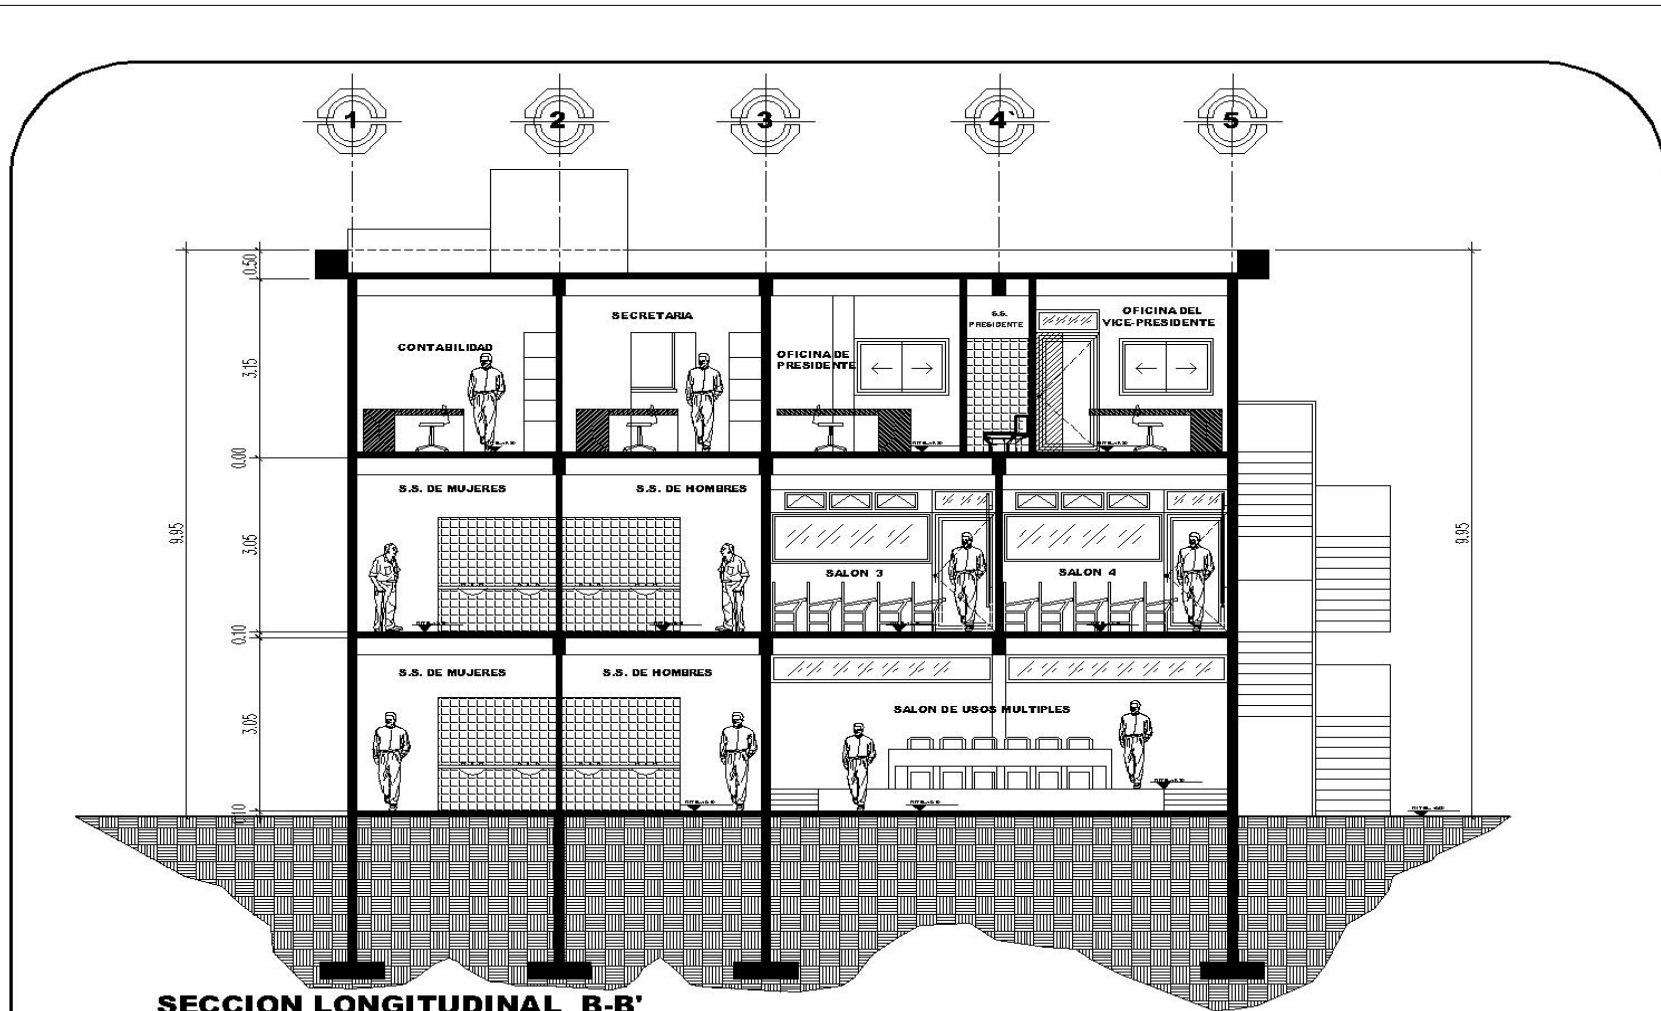 1 2 3 4` 5
0.50
SECRETARIA
S.S.
PRESIDENTE
OFICINA DEL
VICE-PRESIDENTE
CONTABILIDAD
OFICINA DE
PRESIDENTE
3.15
0.00
S.S. DE MUJERES
S.S. DE HOMBRES
9.95
3.05
9.95
SALON 3
SALON 4
0.10
S.S. DE MUJERES
S.S. DE HOMBRES
SALON DE USOS MULTIPLES
3.05
SECCION LONGITUDINAL B-B'